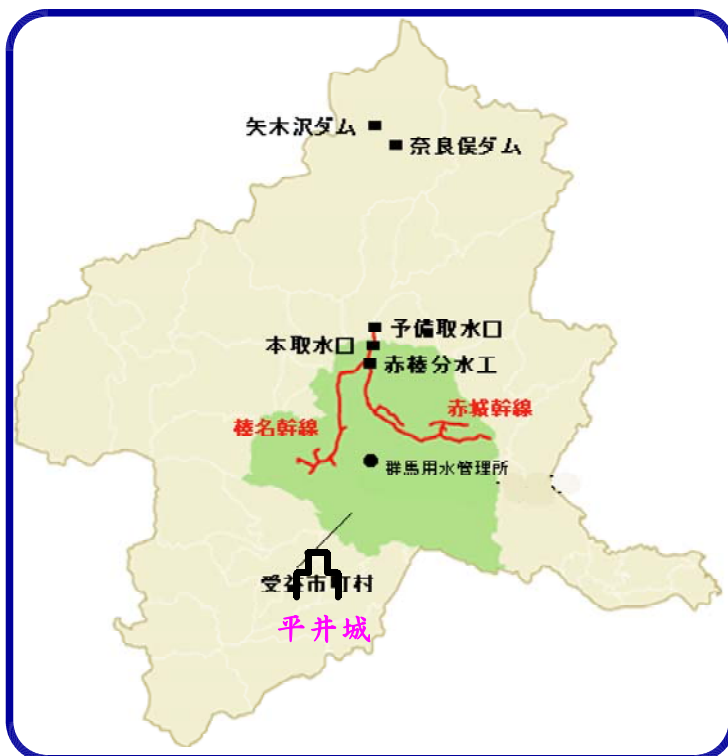 矢木沢ダム
奈良俣ダム
予備取水口
本取水口
赤榛分水工
赤城幹線
榛名幹線
群馬用水管理所
受益市町村
平井城